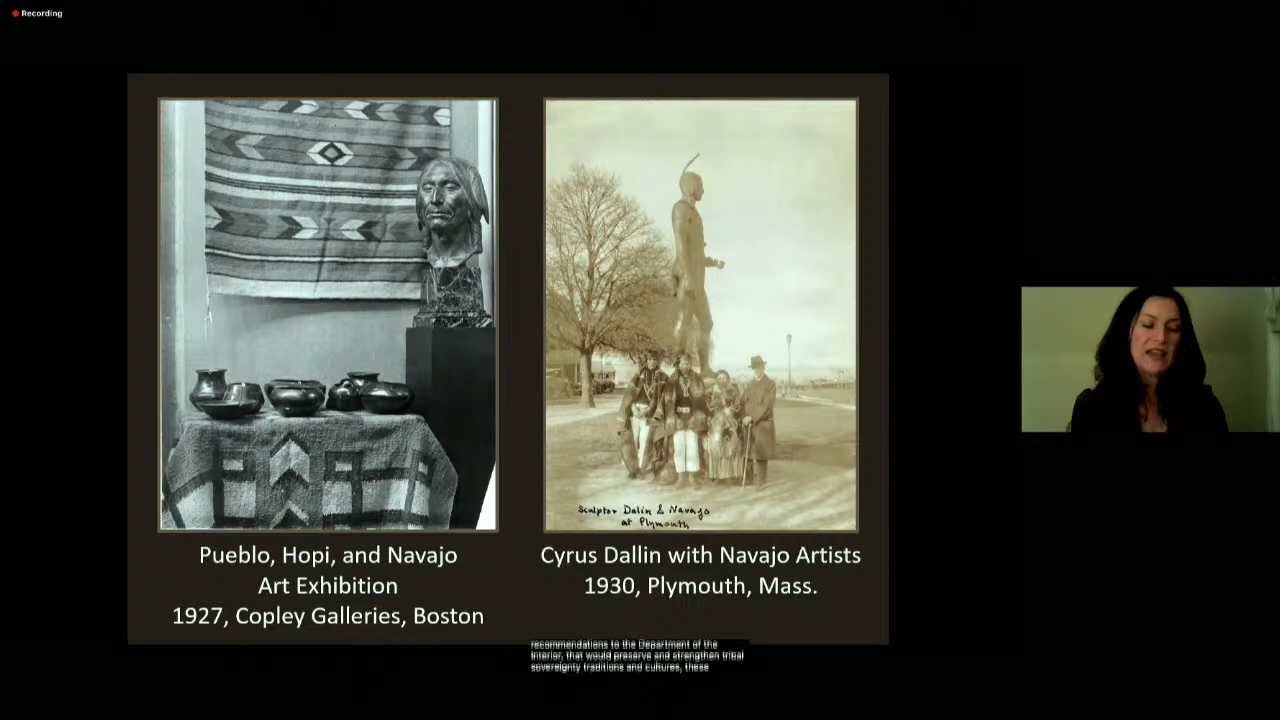 Recording
Sculptor Dalin & Navajo
at Plymouth
Pueblo, Hopi, and Navajo
Art Exhibition
1927, Copley Galleries, Boston
Cyrus Dallin with Navajo Artists
1930, Plymouth, Mass.
recommendations to the Department of the
Interior, that would preserve and strengthen tribal
sovereignty traditions and cultures, these